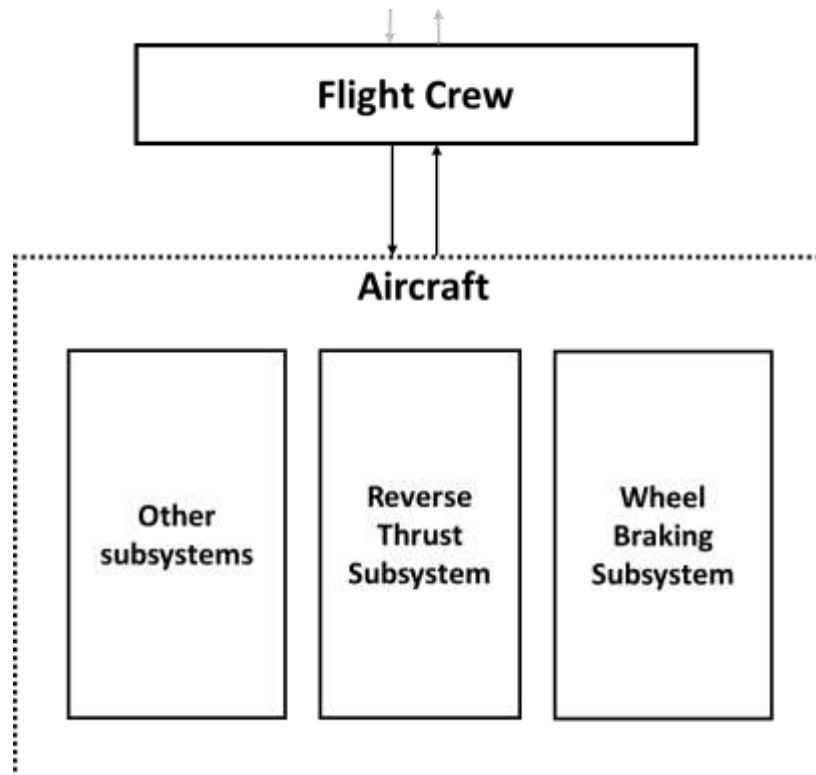 Flight Crew
Aircraft
Other
subsystems
Reverse
Thrust
Subsystem
Wheel
Braking
Subsystem